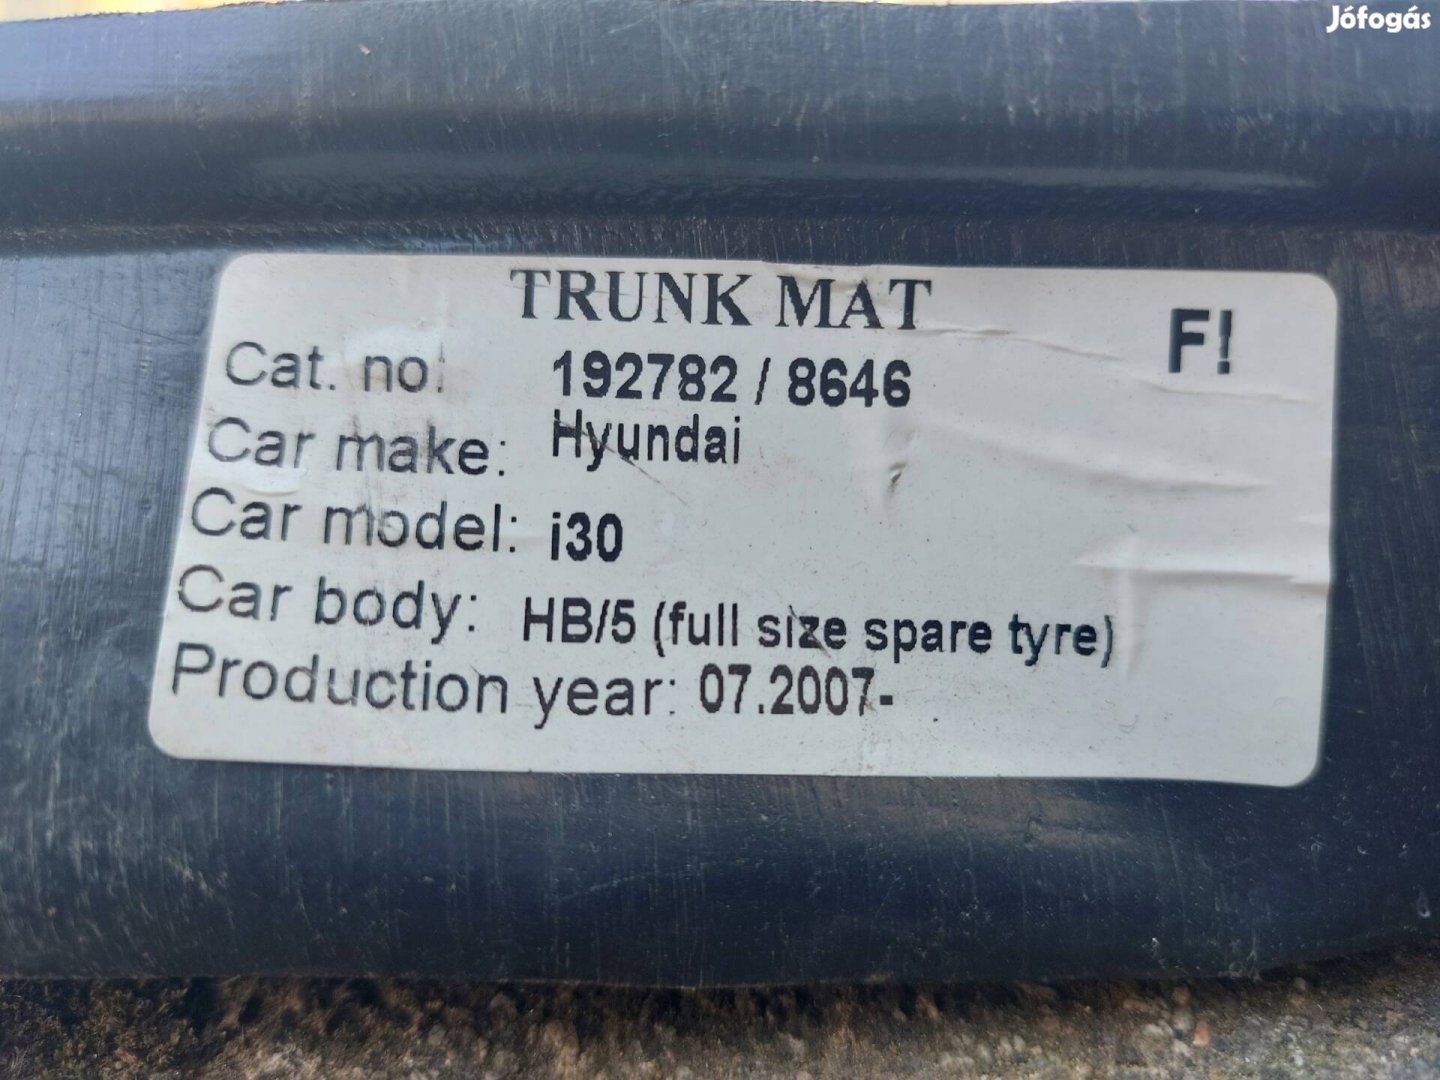 Jófogás
TRUNK MAT
F!
Cat. no: 192782 / 8646
Car make: Hyundai
Car model: i30
Car body: HB/5 (full size spare tyre)
Production year: 07.2007-